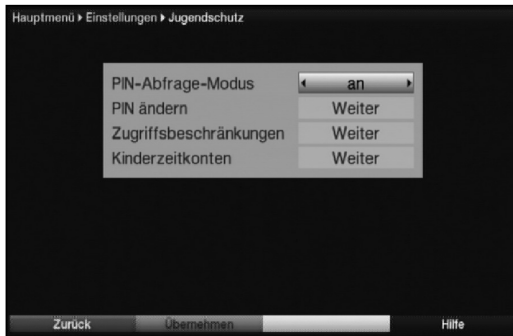 Hauptmenü ▸ Einstellungen ▸ Jugendschutz
PIN-Abfrage-Modus ◂ an ▸
PIN ändern Weiter
Zugriffsbeschränkungen Weiter
Kinderzeitkonten Weiter
Zurück Übernehmen Hilfe